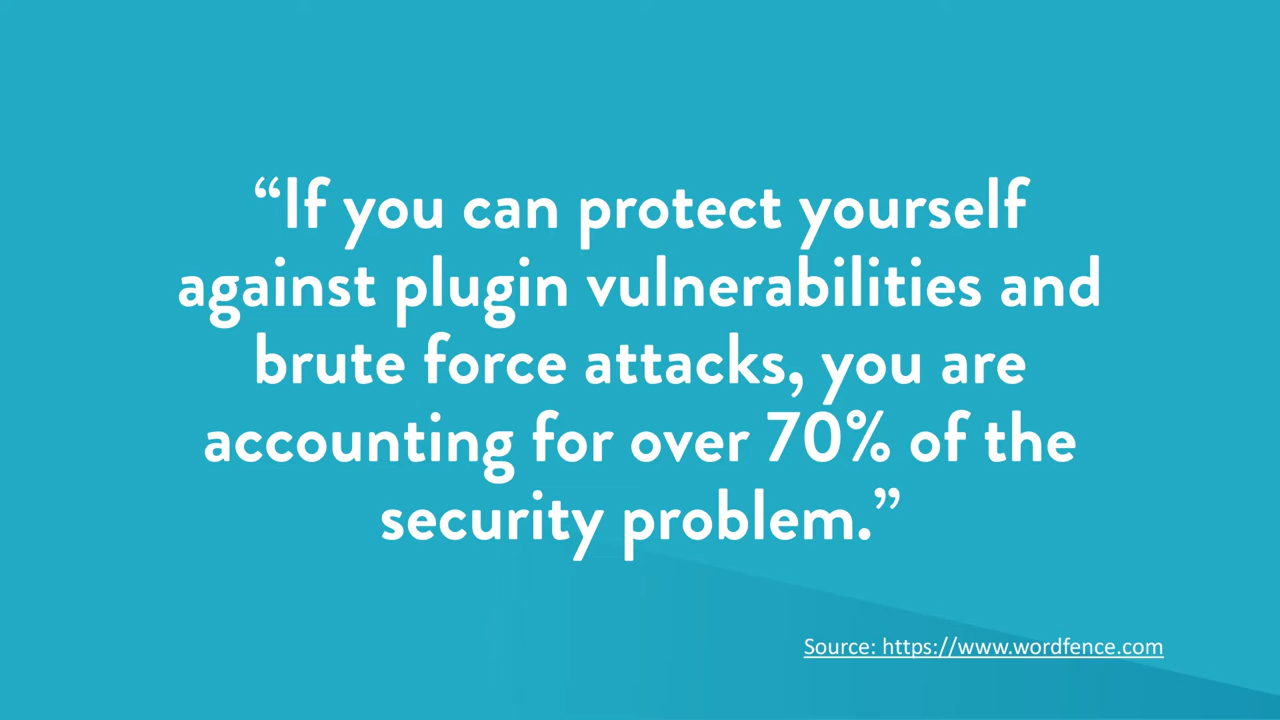 “If you can protect yourself
against plugin vulnerabilities and
brute force attacks, you are
accounting for over 70% of the
security problem.”
Source: https://www.wordfence.com